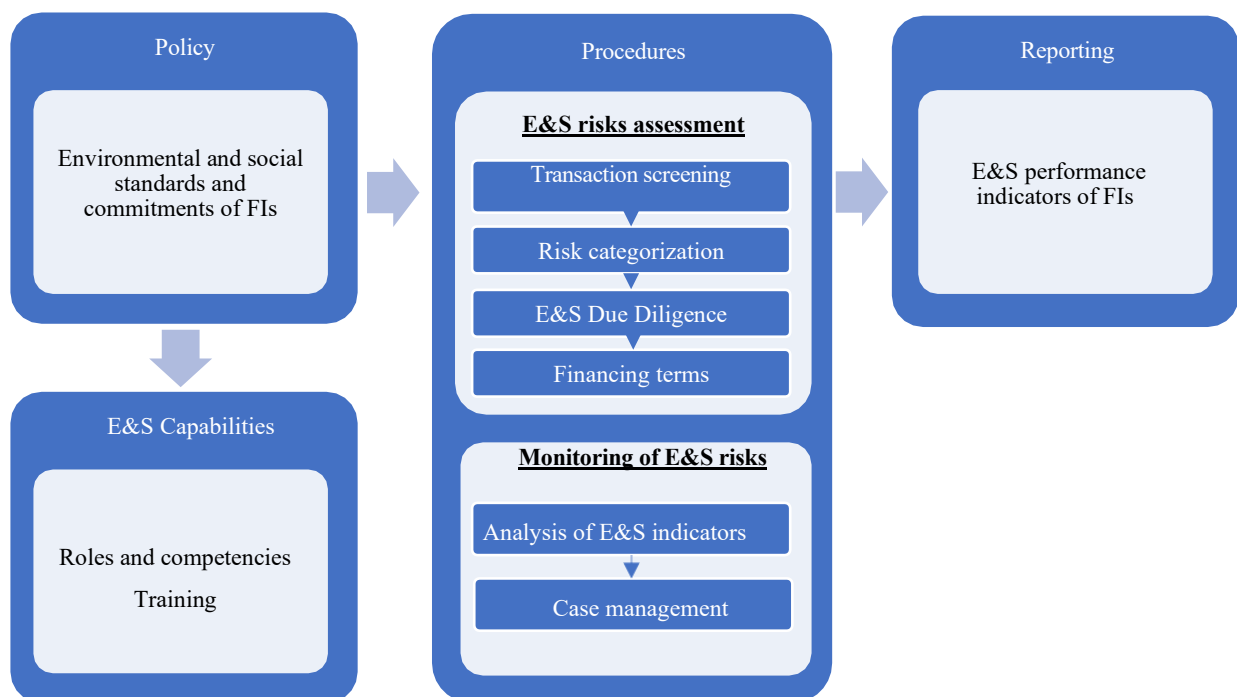 Policy
Environmental and social
standards and
commitments of FIs
E&S Capabilities
Roles and competencies
Training
Procedures
E&S risks assessment
Transaction screening
Risk categorization
E&S Due Diligence
Financing terms
Monitoring of E&S risks
Analysis of E&S indicators
Case management
Reporting
E&S performance
indicators of FIs